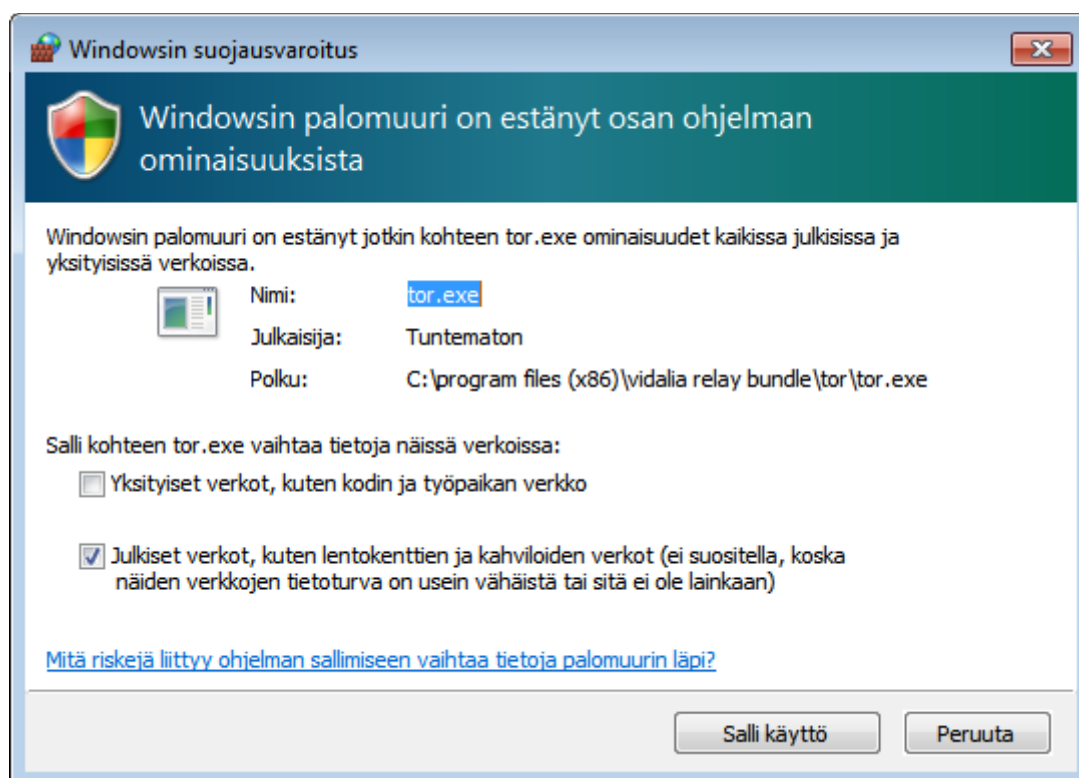 Windowsin suojausvaroitus
Windowsin palomuuri on estänyt osan ohjelman
ominaisuuksista
Windowsin palomuuri on estänyt jotkin kohteen tor.exe ominaisuudet kaikissa julkisissa ja
yksityisissä verkoissa.
Nimi: tor.exe
Julkaisija: Tuntematon
Polku: C:\program files (x86)\vidalia relay bundle\tor\tor.exe
Salli kohteen tor.exe vaihtaa tietoja näissä verkoissa:
Yksityiset verkot, kuten kodin ja työpaikan verkko
Julkiset verkot, kuten lentokenttien ja kahviloiden verkot (ei suositella, koska
näiden verkkojen tietoturva on usein vähäistä tai sitä ei ole lainkaan)
Mitä riskejä liittyy ohjelman sallimiseen vaihtaa tietoja palomuurin läpi?
Salli käyttö Peruuta